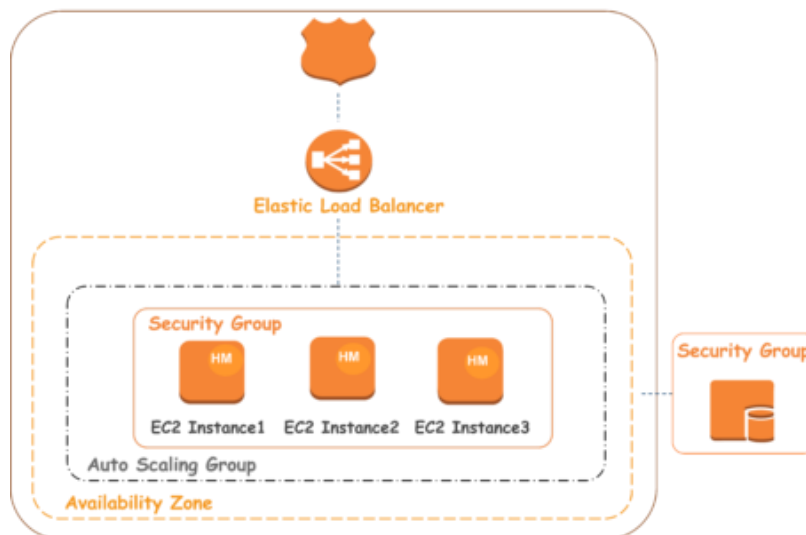 Elastic Load Balancer
Security Group
HM HM HM
EC2 Instance1 EC2 Instance2 EC2 Instance3
Auto Scaling Group
Availability Zone
Security Group